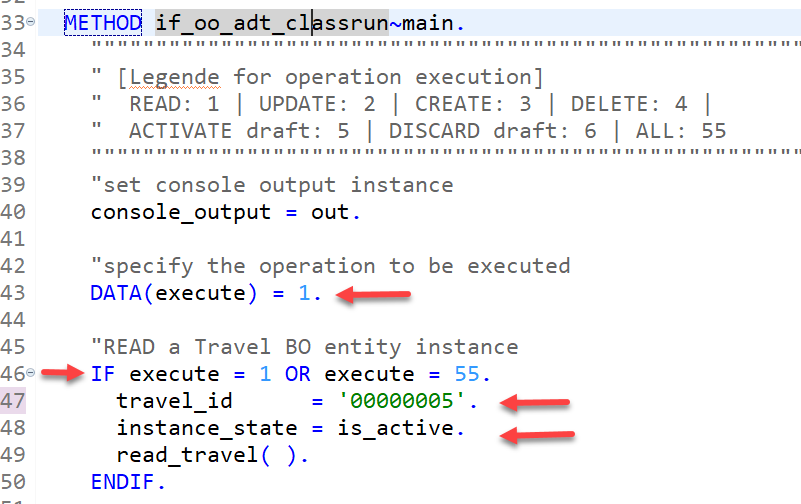 33 METHOD if_oo_adt_classrun~main.
34 """"""""""""""""""""""""""""""""""""""""""""""""""""""""
35 " [Legende for operation execution]
36 "  READ: 1 | UPDATE: 2 | CREATE: 3 | DELETE: 4 |
37 "  ACTIVATE draft: 5 | DISCARD draft: 6 | ALL: 55
38 """"""""""""""""""""""""""""""""""""""""""""""""""""""""
39 "set console output instance
40 console_output = out.
41
42 "specify the operation to be executed
43 DATA(execute) = 1.
44
45 "READ a Travel BO entity instance
46 IF execute = 1 OR execute = 55.
47   travel_id      = '00000005'.
48   instance_state = is_active.
49   read_travel( ).
50 ENDIF.